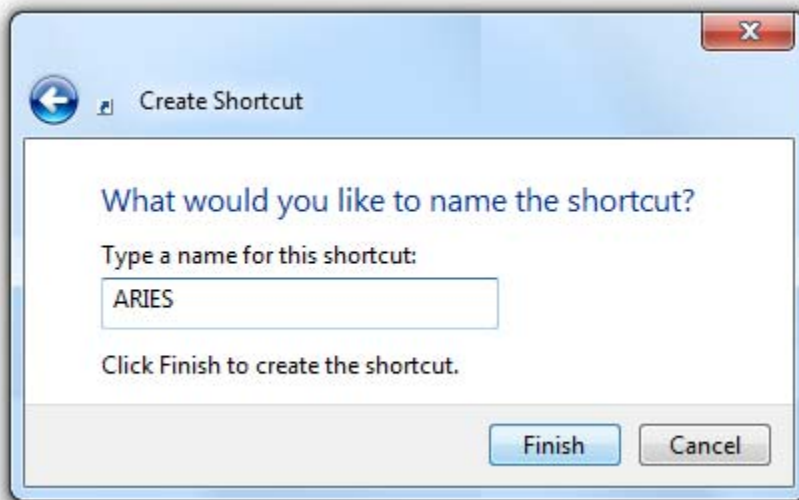 Create Shortcut
What would you like to name the shortcut?
Type a name for this shortcut:
ARIES
Click Finish to create the shortcut.
Finish Cancel